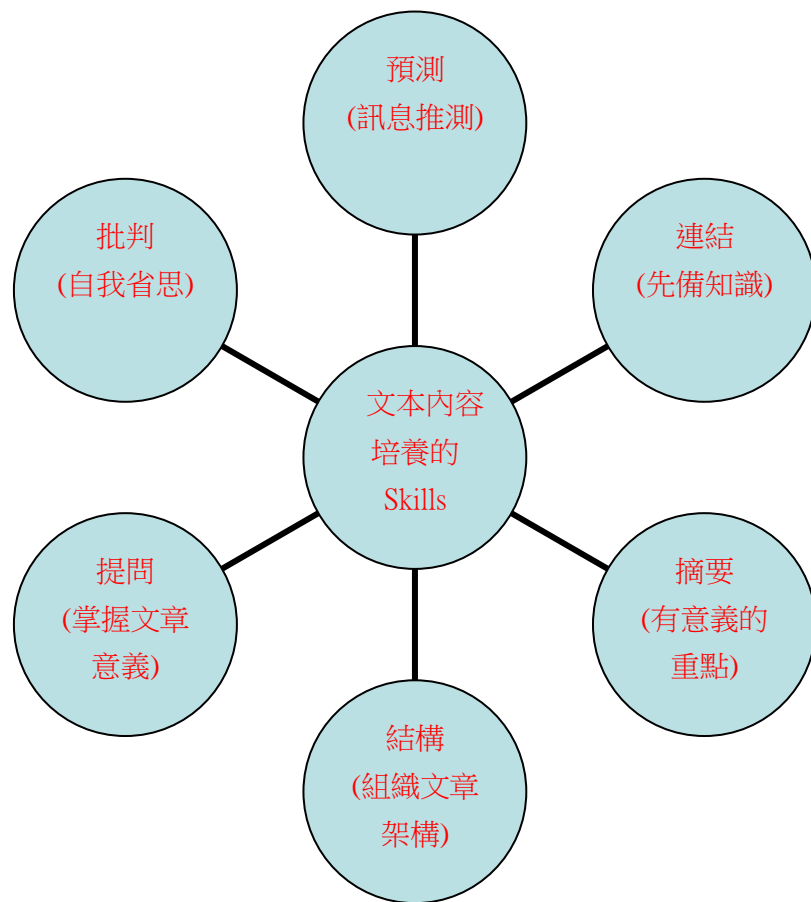 預測
(訊息推測)
批判
(自我省思)
連結
(先備知識)
文本內容
培養的
Skills
提問
(掌握文章
意義)
摘要
(有意義的
重點)
結構
(組織文章
架構)